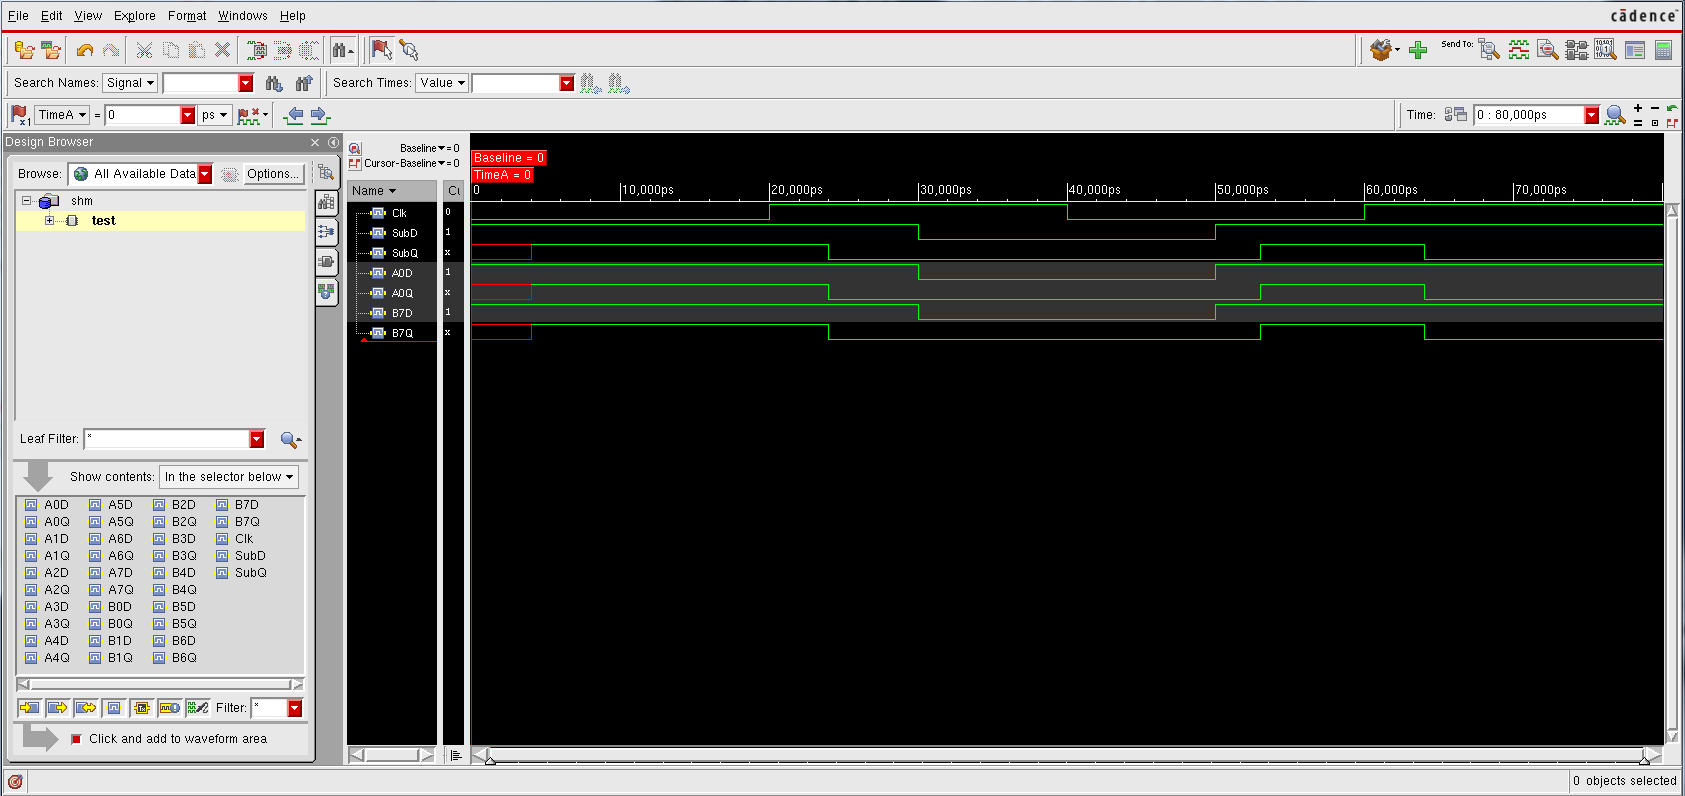 File Edit View Explore Format Windows Help
cādence
Send To:
Search Names: Signal Search Times: Value
TimeA = 0 ps Time: 0 : 80,000ps
Design Browser
Browse: All Available Data Options...
shm
test
Leaf Filter: *
Show contents: In the selector below
A0D A5D B2D B7D
A0Q A5Q B2Q B7Q
A1D A6D B3D Clk
A1Q A6Q B3Q SubD
A2D A7D B4D SubQ
A2Q A7Q B4Q
A3D B0D B5D
A3Q B0Q B5Q
A4D B1D B6D
A4Q B1Q B6Q
Filter: *
Click and add to waveform area
Baseline = 0
Cursor-Baseline = 0
Name Cu
Clk 0
SubD 1
SubQ x
A0D 1
A0Q x
B7D 1
B7Q x
Baseline = 0
TimeA = 0
0 10,000ps 20,000ps 30,000ps 40,000ps 50,000ps 60,000ps 70,000ps
0 objects selected